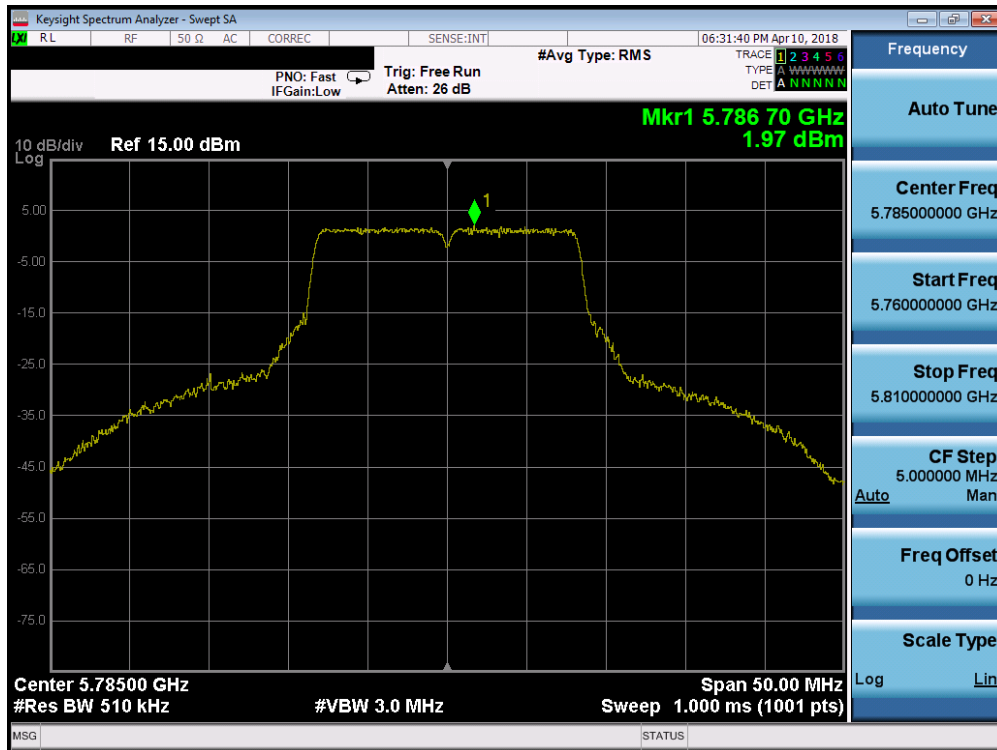 Keysight Spectrum Analyzer - Swept SA
LXI RL RF 50 Ω AC CORREC SENSE:INT 06:31:40 PM Apr 10, 2018
Frequency
#Avg Type: RMS
TRACE 1 2 3 4 5 6
PNO: Fast Trig: Free Run TYPE A WWWWW
IFGain:Low Atten: 26 dB DET A N N N N N
Auto Tune
Mkr1 5.786 70 GHz
1.97 dBm
10 dB/div Ref 15.00 dBm
Log
1
5.00
-5.00
-15.0
-25.0
-35.0
-45.0
-55.0
-65.0
-75.0
Center Freq
5.785000000 GHz
Start Freq
5.760000000 GHz
Stop Freq
5.810000000 GHz
CF Step
5.000000 MHz
Auto Man
Freq Offset
0 Hz
Scale Type
Log Lin
Center 5.78500 GHz Span 50.00 MHz
#Res BW 510 kHz #VBW 3.0 MHz Sweep 1.000 ms (1001 pts)
MSG STATUS